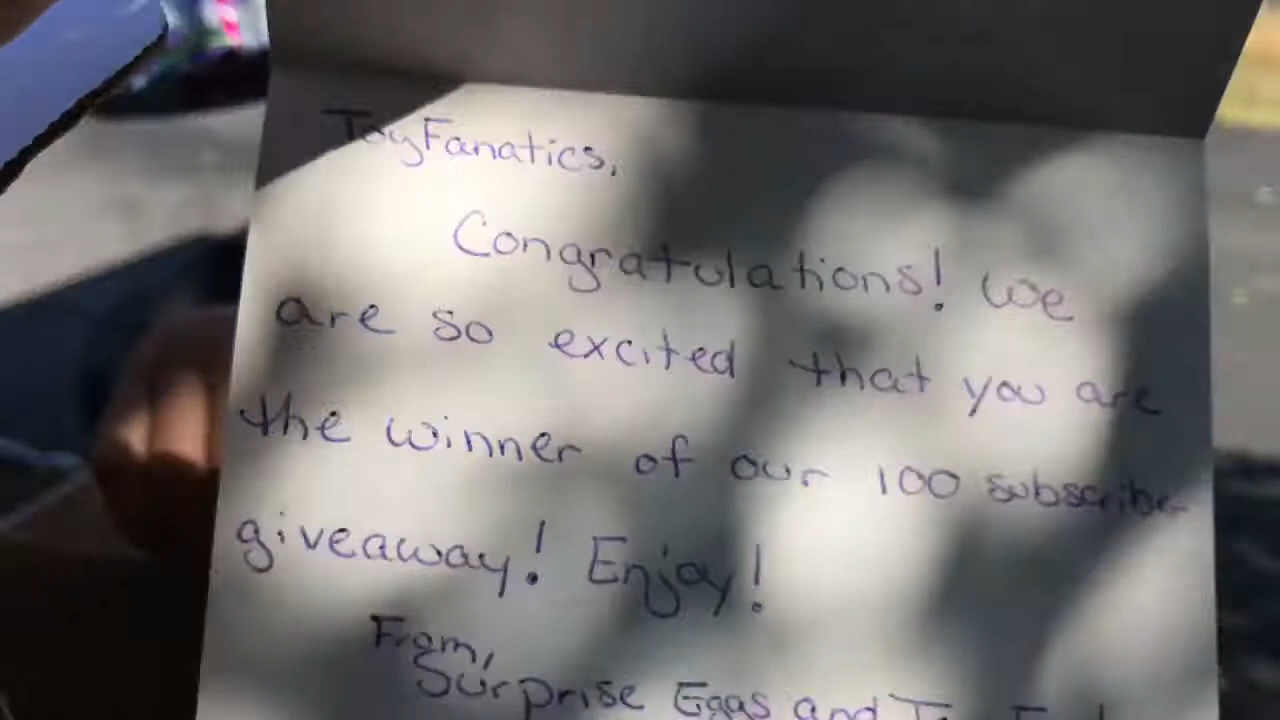 ToyFanatics,
Congratulations! We
are so excited that you are
the winner of our 100 subscriber
giveaway! Enjoy!
From,
Surprise Eggs and